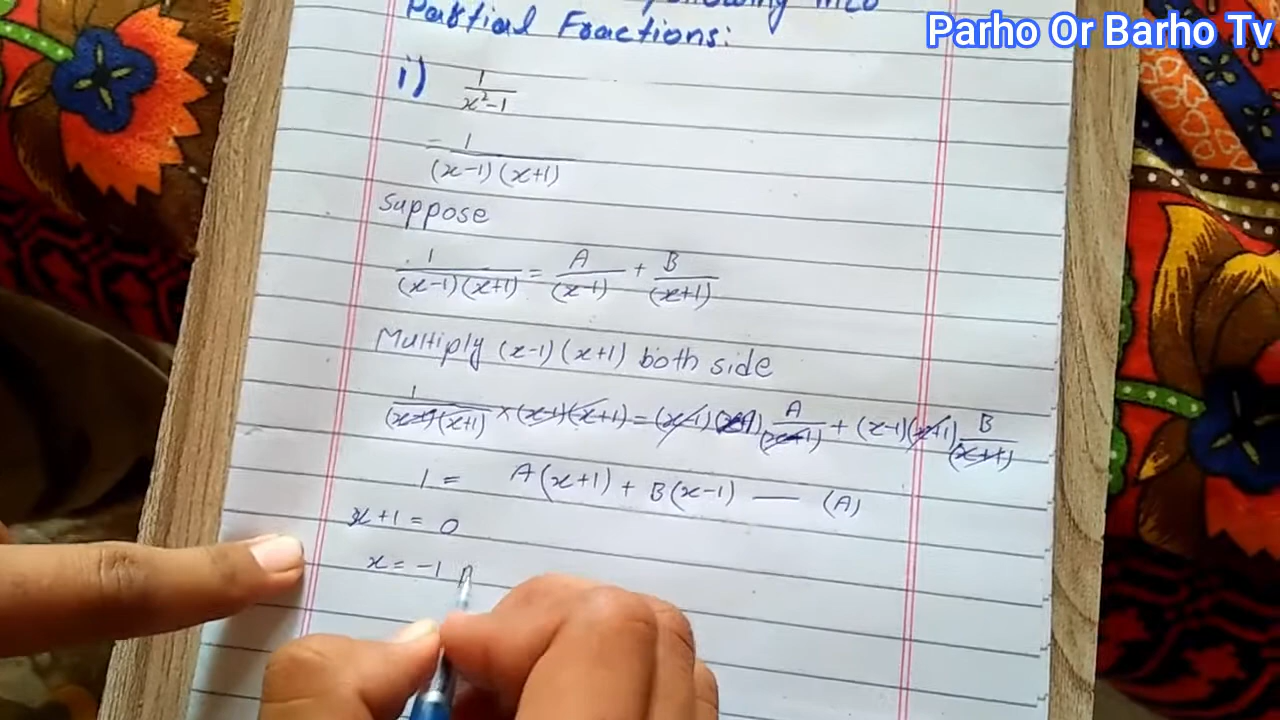 Parho Or Barho Tv
following into
Partial Fractions:
i) 1/(x²-1)
= 1/((x-1)(x+1))
Suppose
1/((x-1)(x+1)) = A/(x-1) + B/(x+1)
Multiply (x-1)(x+1) both side
1/((x-1)(x+1)) × (x-1)(x+1) = (x-1)(x+1) A/(x-1) + (x-1)(x+1) B/(x+1)
1 = A(x+1) + B(x-1) — (A)
x+1 = 0
x = -1